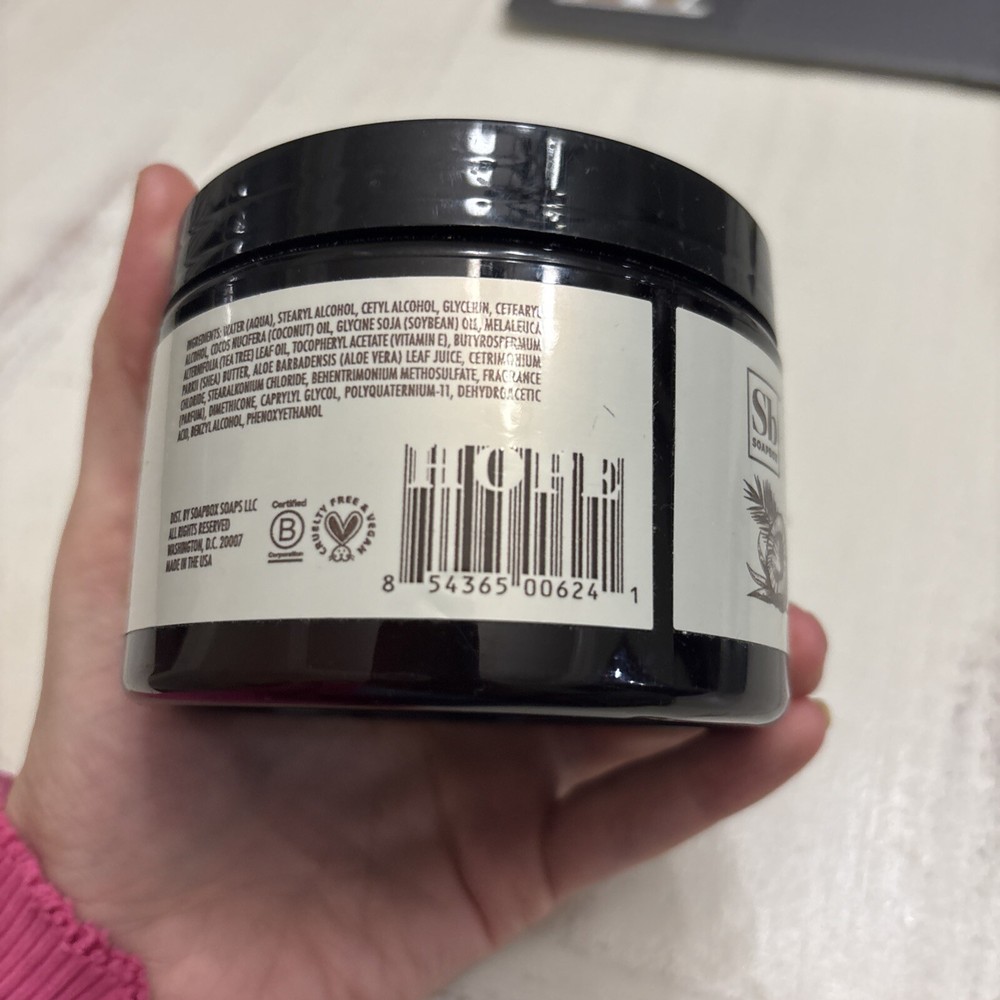 INGREDIENTS: WATER (AQUA), STEARYL ALCOHOL, CETYL ALCOHOL, GLYCERIN, CETEARYL
ALCOHOL, COCOS NUCIFERA (COCONUT) OIL, GLYCINE SOJA (SOYBEAN) OIL, MELALEUCA
ALTERNIFOLIA (TEA TREE) LEAF OIL, TOCOPHERYL ACETATE (VITAMIN E), BUTYROSPERMUM
PARKII (SHEA) BUTTER, ALOE BARBADENSIS (ALOE VERA) LEAF JUICE, CETRIMONIUM
CHLORIDE, STEARALKONIUM CHLORIDE, BEHENTRIMONIUM METHOSULFATE, FRAGRANCE
(PARFUM), DIMETHICONE, CAPRYLYL GLYCOL, POLYQUATERNIUM-11, DEHYDROACETIC
ACID, BENZYL ALCOHOL, PHENOXYETHANOL
HOPE
DIST. BY SOAPBOX SOAPS LLC
ALL RIGHTS RESERVED
WASHINGTON, D.C. 20007
MADE IN THE USA
Certified
B
Corporation
CRUELTY FREE & VEGAN
8 54365 00624 1
Sh